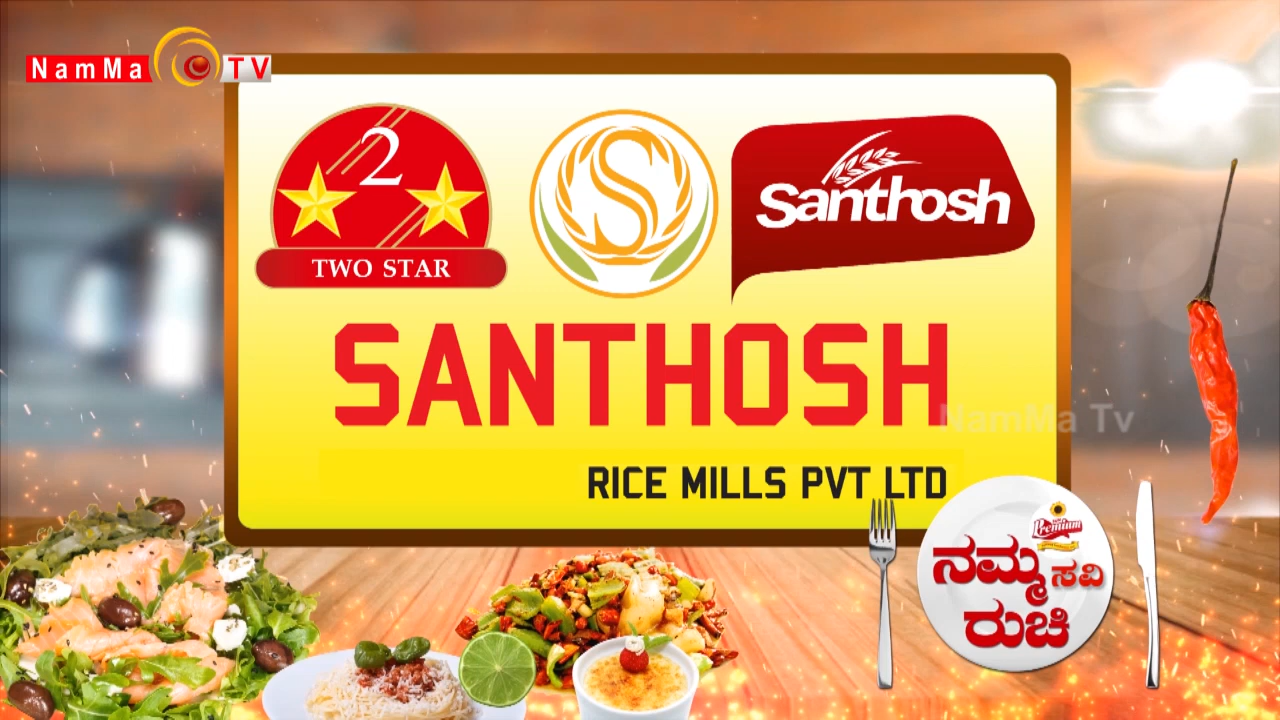 NamMa TV
2
TWO STAR
S
Santhosh
SANTHOSH
NamMa Tv
RICE MILLS PVT LTD
Premium
ನಮ್ಮ ಸವಿ
ರುಚಿ